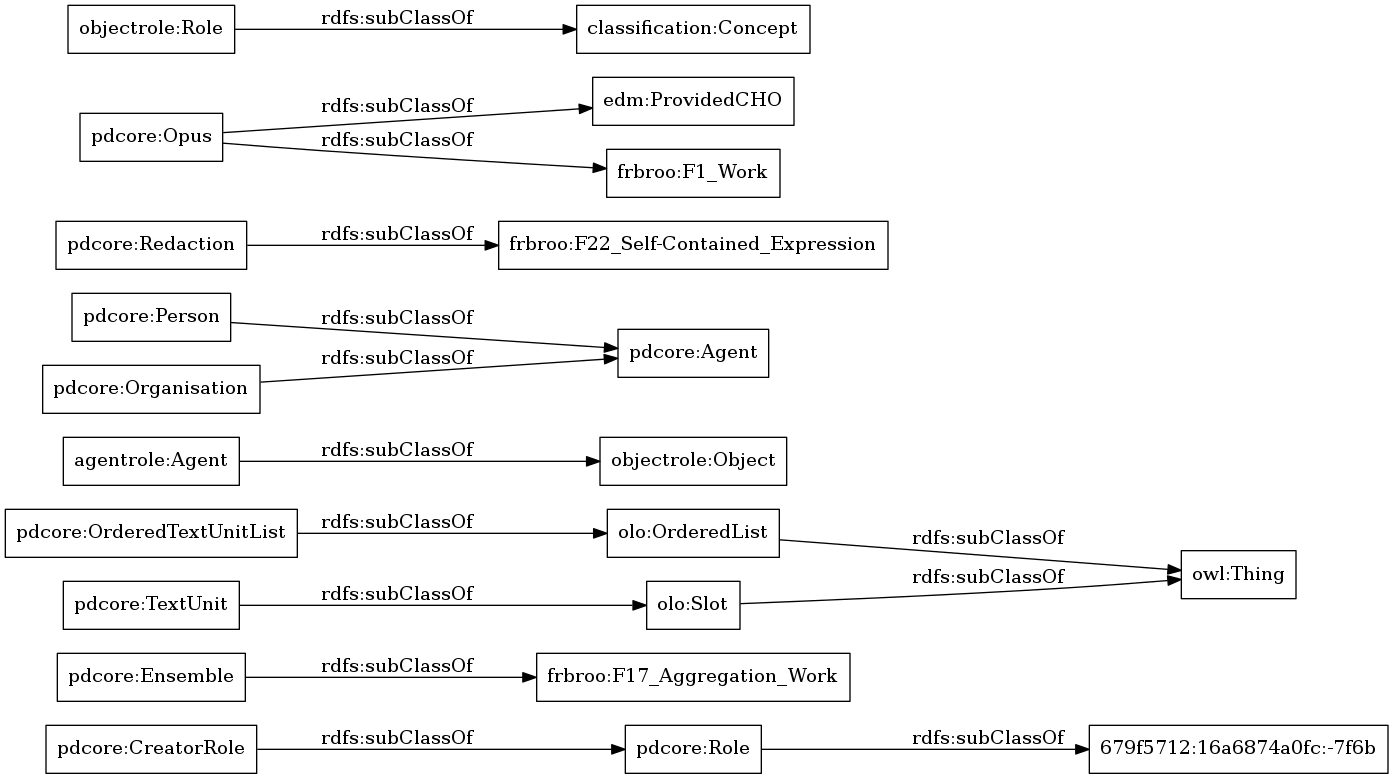 objectrole:Role
rdfs:subClassOf
classification:Concept
pdcore:Opus
rdfs:subClassOf
edm:ProvidedCHO
rdfs:subClassOf
frbroo:F1_Work
pdcore:Redaction
rdfs:subClassOf
frbroo:F22_Self-Contained_Expression
pdcore:Person
rdfs:subClassOf
pdcore:Agent
pdcore:Organisation
rdfs:subClassOf
agentrole:Agent
rdfs:subClassOf
objectrole:Object
pdcore:OrderedTextUnitList
rdfs:subClassOf
olo:OrderedList
rdfs:subClassOf
owl:Thing
pdcore:TextUnit
rdfs:subClassOf
olo:Slot
rdfs:subClassOf
pdcore:Ensemble
rdfs:subClassOf
frbroo:F17_Aggregation_Work
pdcore:CreatorRole
rdfs:subClassOf
pdcore:Role
rdfs:subClassOf
679f5712:16a6874a0fc:-7f6b